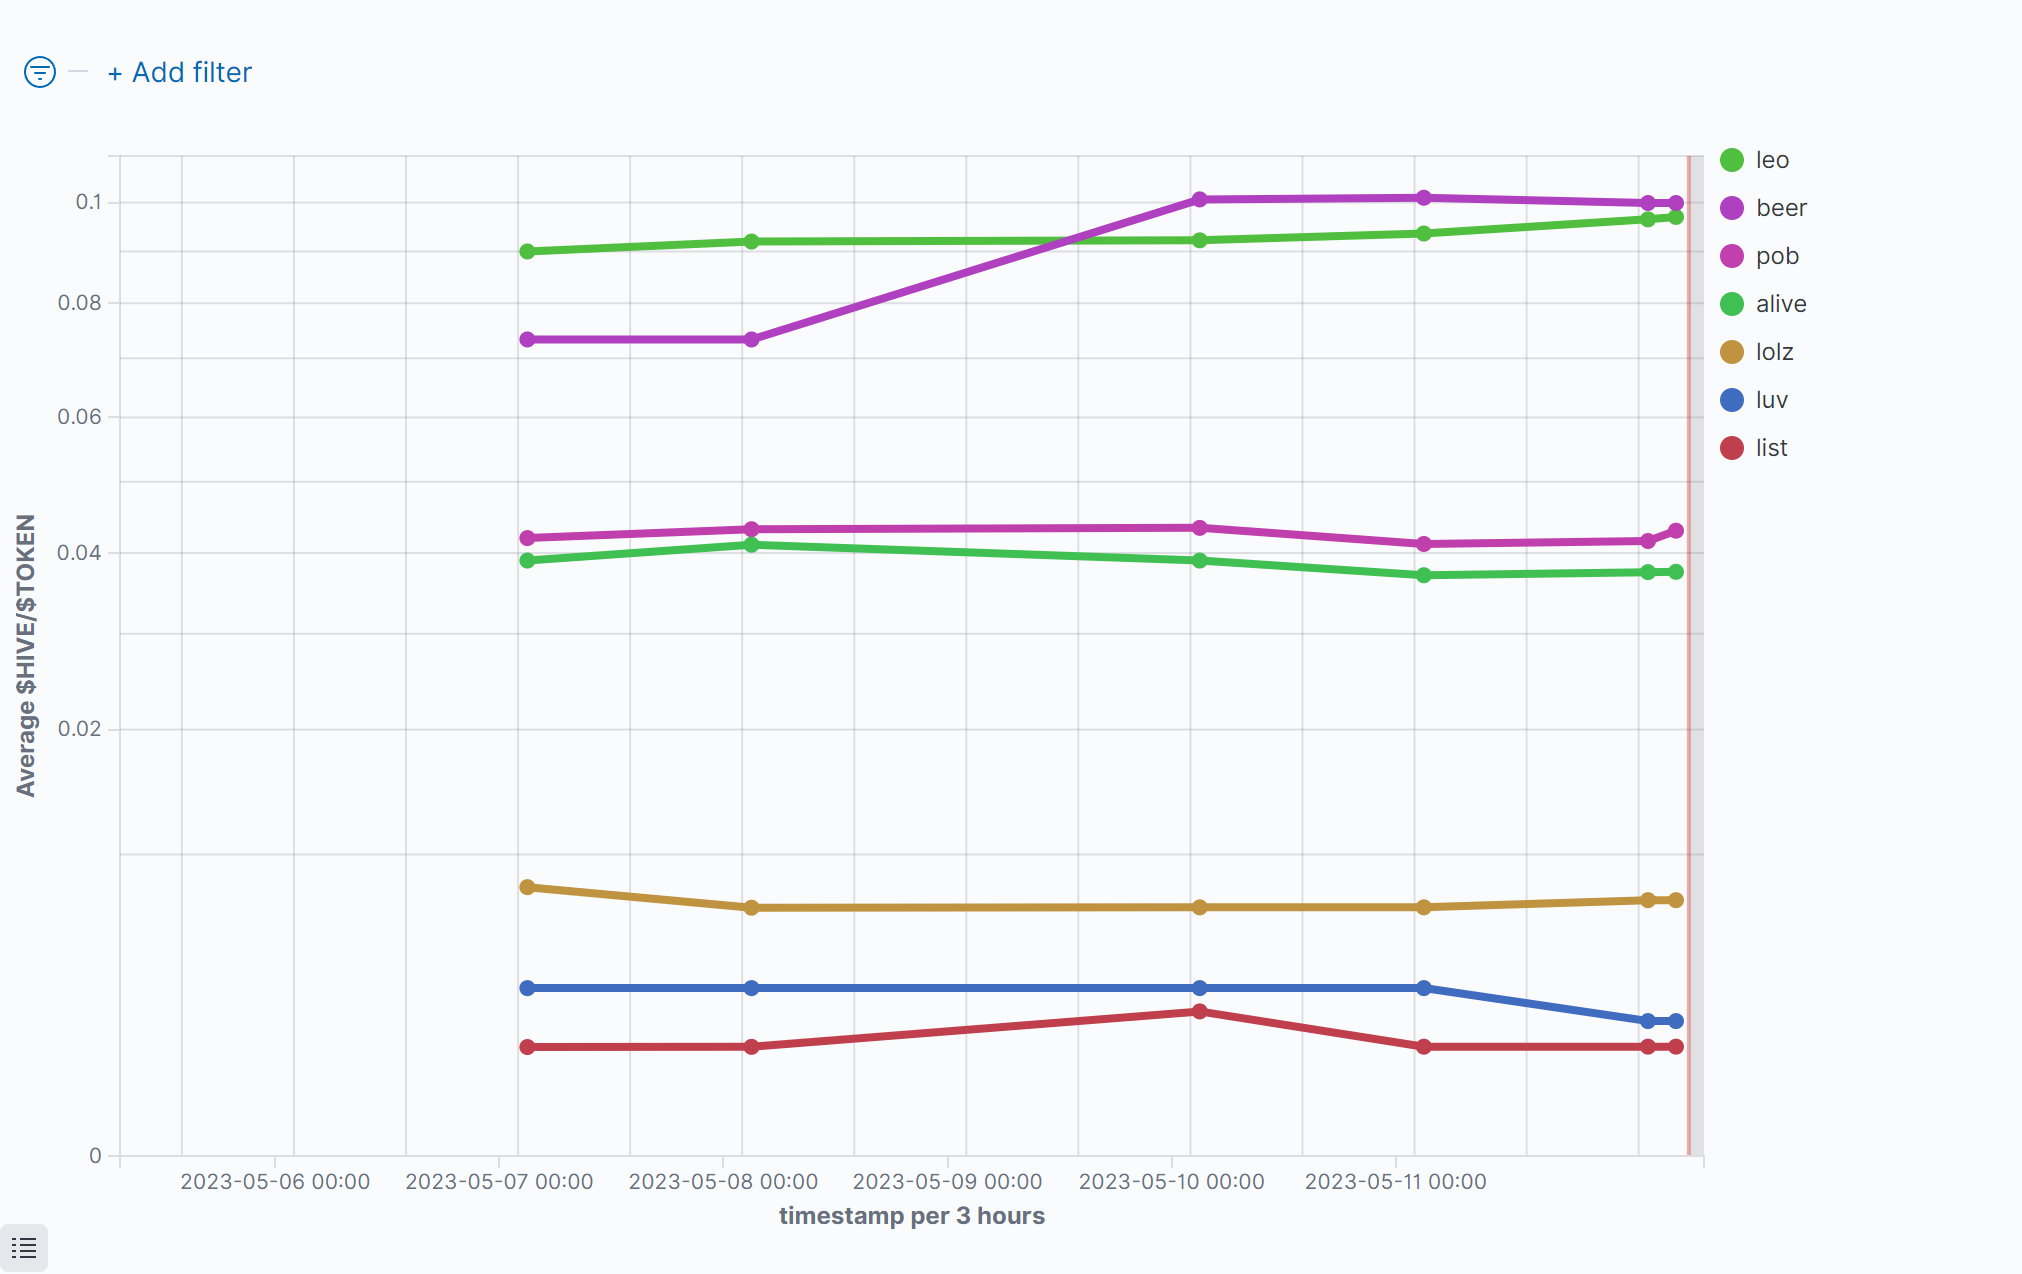 + Add filter
leo
beer
pob
alive
lolz
luv
list
0.1
0.08
0.06
0.04
0.02
0
Average $HIVE/$TOKEN
2023-05-06 00:00 2023-05-07 00:00 2023-05-08 00:00 2023-05-09 00:00 2023-05-10 00:00 2023-05-11 00:00
timestamp per 3 hours